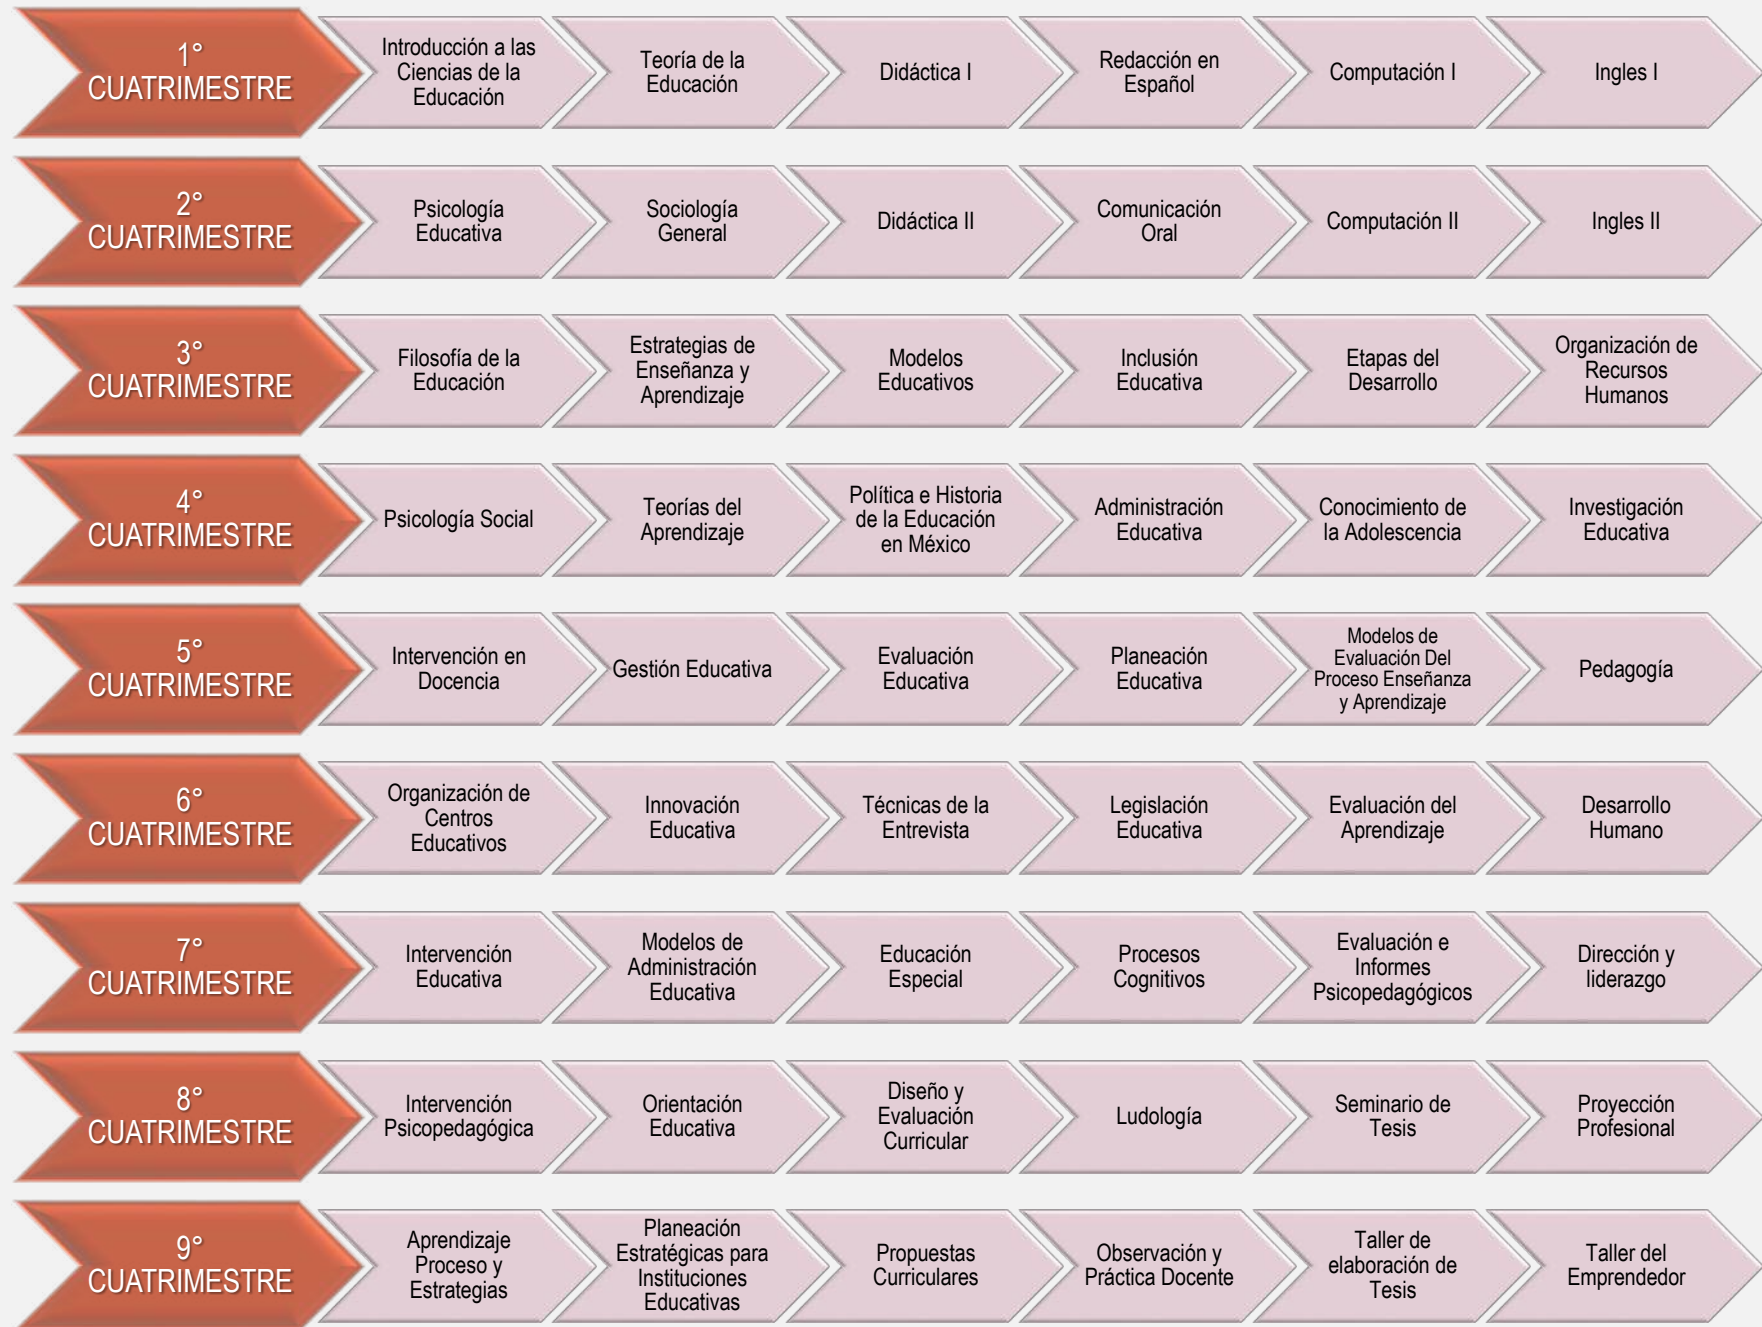 1°
CUATRIMESTRE
Introducción a las
Ciencias de la
Educación
Teoría de la
Educación
Didáctica I
Redacción en
Español
Computación I
Ingles I
2°
CUATRIMESTRE
Psicología
Educativa
Sociología
General
Didáctica II
Comunicación
Oral
Computación II
Ingles II
3°
CUATRIMESTRE
Filosofía de la
Educación
Estrategias de
Enseñanza y
Aprendizaje
Modelos
Educativos
Inclusión
Educativa
Etapas del
Desarrollo
Organización de
Recursos
Humanos
4°
CUATRIMESTRE
Psicología Social
Teorías del
Aprendizaje
Política e Historia
de la Educación
en México
Administración
Educativa
Conocimiento de
la Adolescencia
Investigación
Educativa
5°
CUATRIMESTRE
Intervención en
Docencia
Gestión Educativa
Evaluación
Educativa
Planeación
Educativa
Modelos de
Evaluación Del
Proceso Enseñanza
y Aprendizaje
Pedagogía
6°
CUATRIMESTRE
Organización de
Centros
Educativos
Innovación
Educativa
Técnicas de la
Entrevista
Legislación
Educativa
Evaluación del
Aprendizaje
Desarrollo
Humano
7°
CUATRIMESTRE
Intervención
Educativa
Modelos de
Administración
Educativa
Educación
Especial
Procesos
Cognitivos
Evaluación e
Informes
Psicopedagógicos
Dirección y
liderazgo
8°
CUATRIMESTRE
Intervención
Psicopedagógica
Orientación
Educativa
Diseño y
Evaluación
Curricular
Ludología
Seminario de
Tesis
Proyección
Profesional
9°
CUATRIMESTRE
Aprendizaje
Proceso y
Estrategias
Planeación
Estratégicas para
Instituciones
Educativas
Propuestas
Curriculares
Observación y
Práctica Docente
Taller de
elaboración de
Tesis
Taller del
Emprendedor